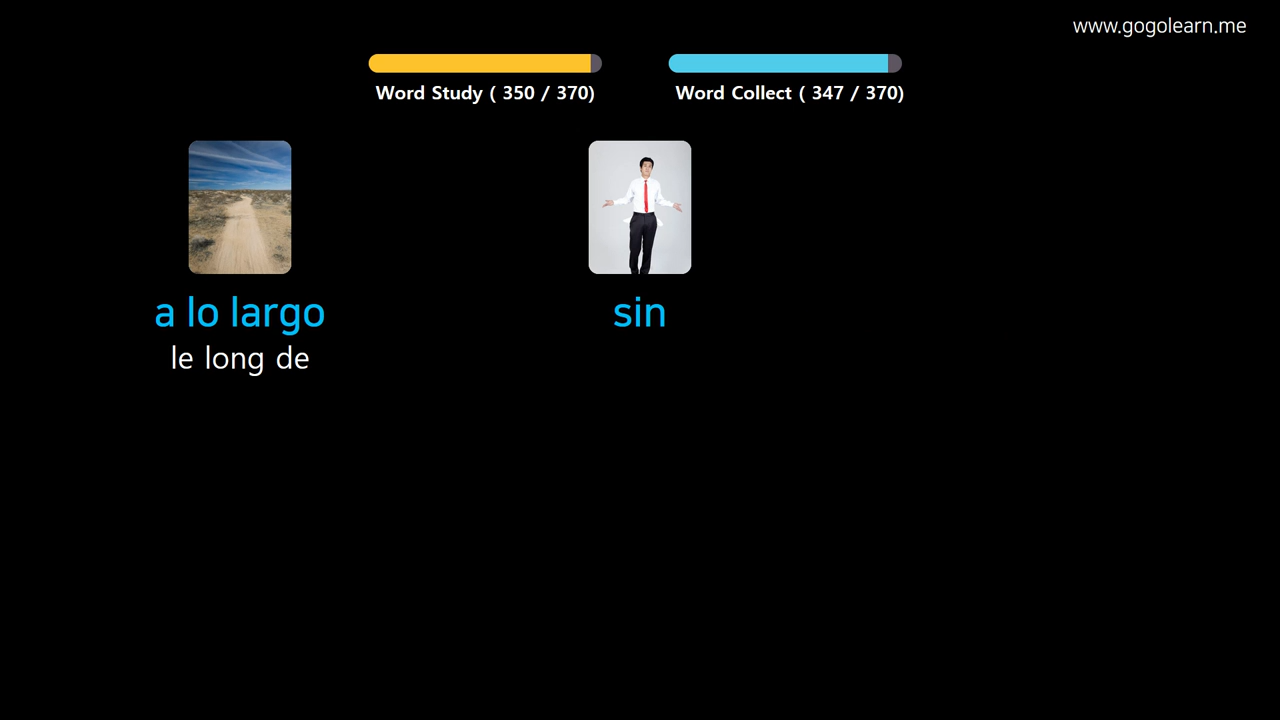 www.gogolearn.me
Word Study ( 350 / 370)
Word Collect ( 347 / 370)
a lo largo
le long de
sin